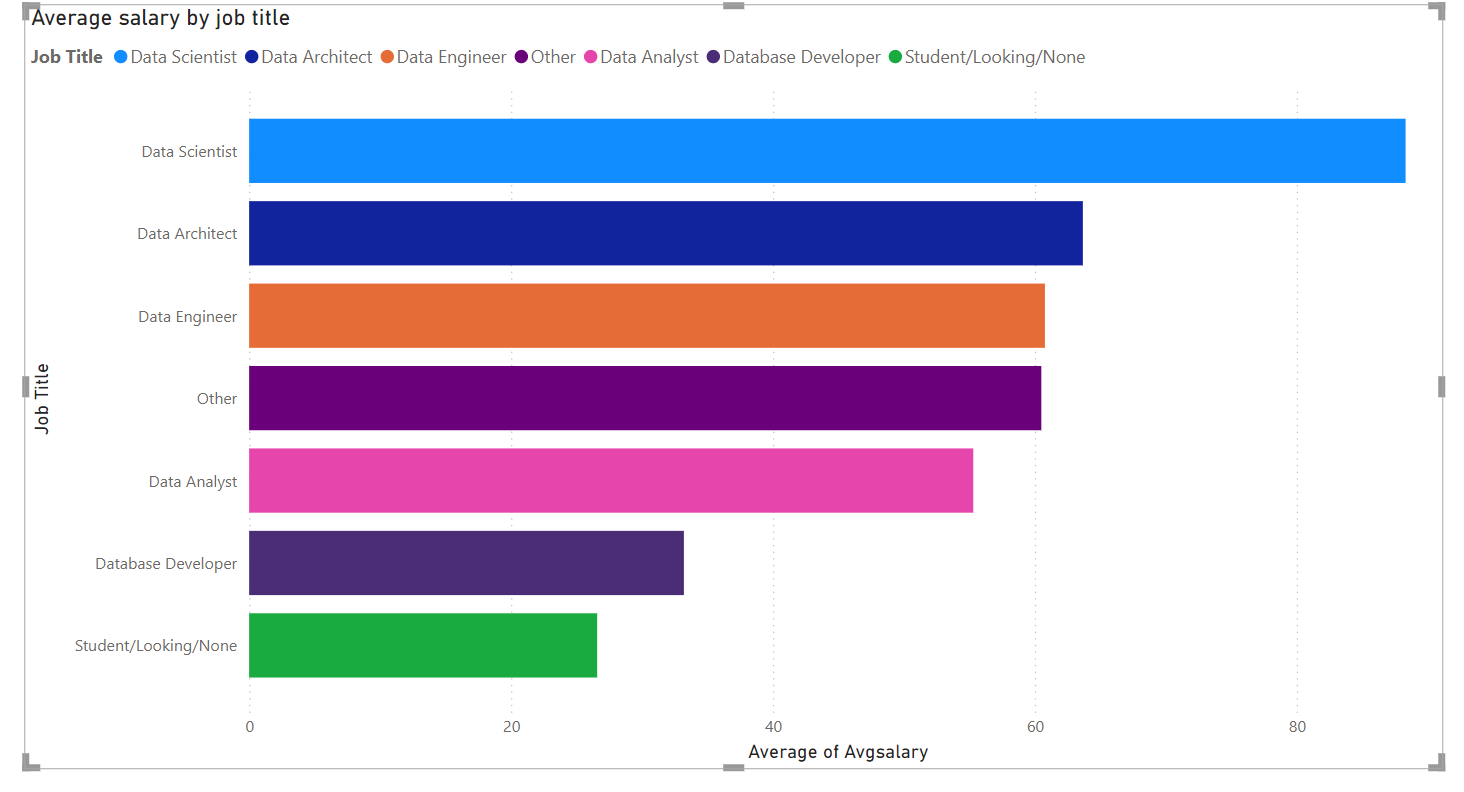 Average salary by job title
Job Title Data Scientist Data Architect Data Engineer Other Data Analyst Database Developer Student/Looking/None
Job Title
Data Scientist
Data Architect
Data Engineer
Other
Data Analyst
Database Developer
Student/Looking/None
0 20 40 60 80
Average of Avgsalary